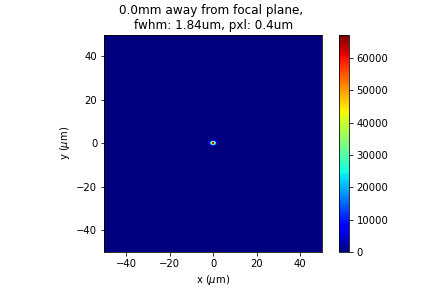 0.0mm away from focal plane,
fwhm: 1.84um, pxl: 0.4um
40
20
0
−20
−40
y (μm)
−40 −20 0 20 40
x (μm)
60000
50000
40000
30000
20000
10000
0